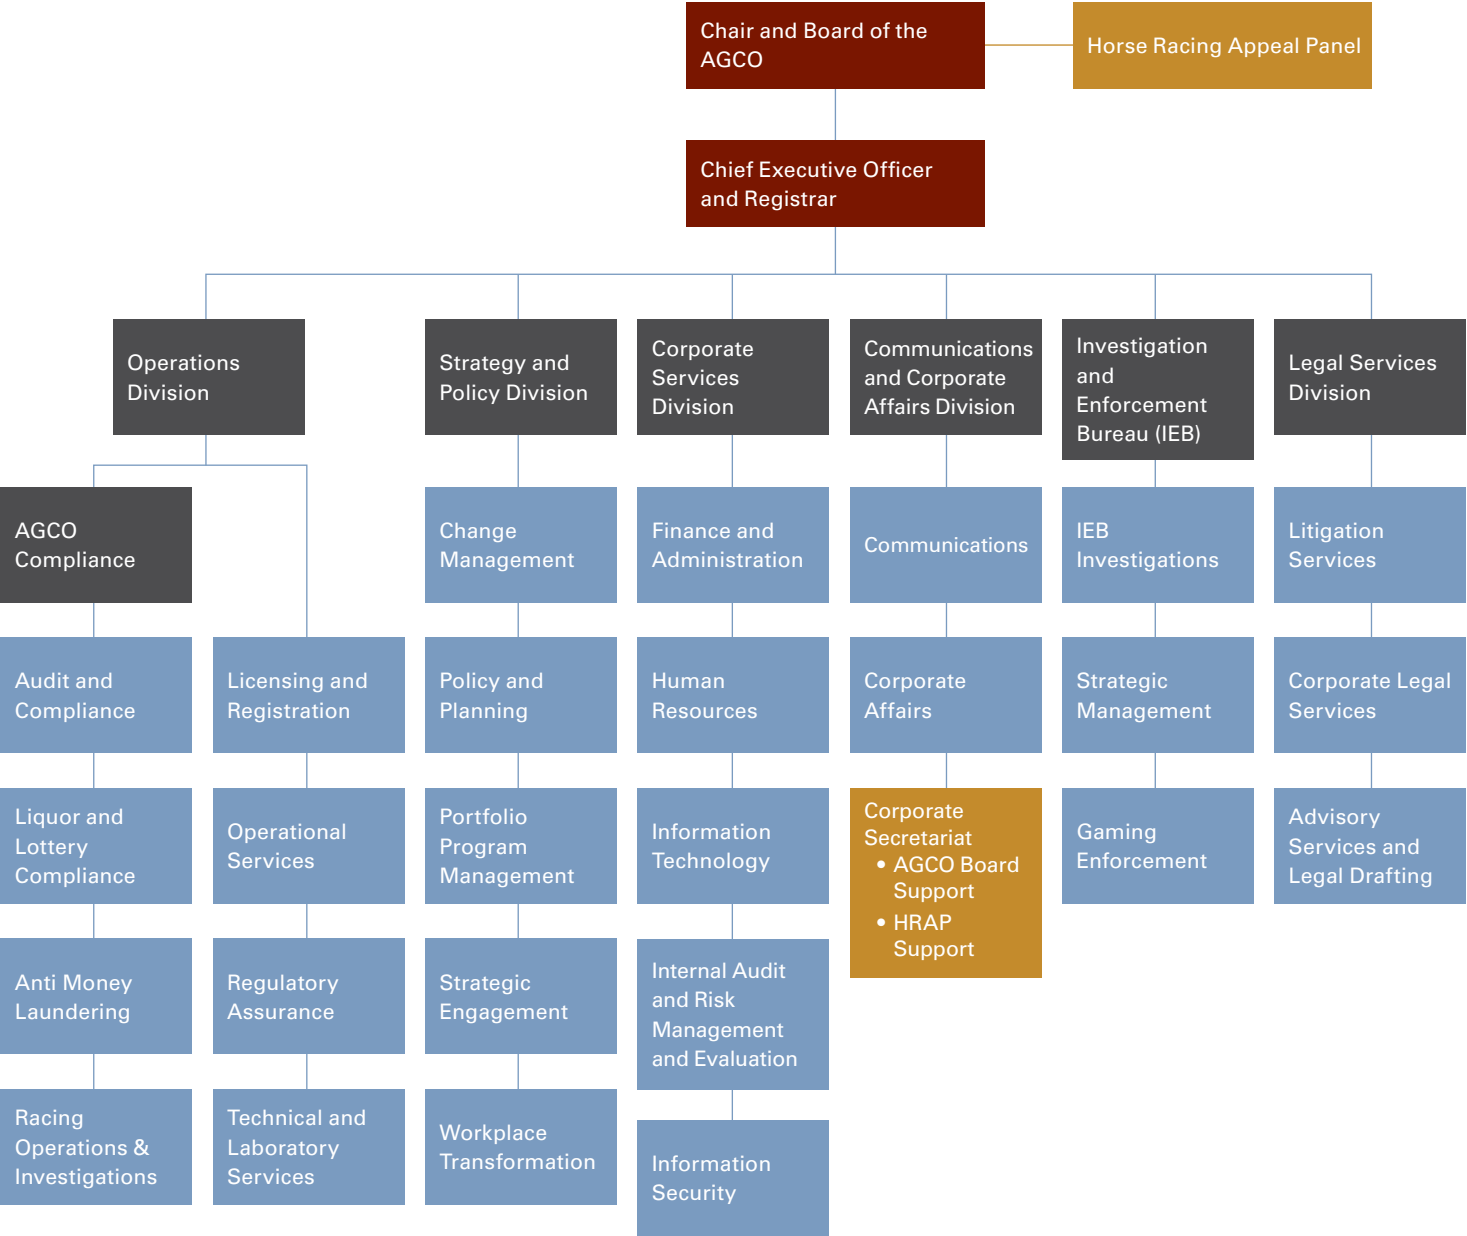 Chair and Board of the
AGCO
Horse Racing Appeal Panel
Chief Executive Officer
and Registrar
Operations
Division
Strategy and
Policy Division
Corporate
Services
Division
Communications
and Corporate
Affairs Division
Investigation
and
Enforcement
Bureau (IEB)
Legal Services
Division
AGCO
Compliance
Change
Management
Finance and
Administration
Communications
IEB
Investigations
Litigation
Services
Audit and
Compliance
Licensing and
Registration
Policy and
Planning
Human
Resources
Corporate
Affairs
Strategic
Management
Corporate Legal
Services
Liquor and
Lottery
Compliance
Operational
Services
Portfolio
Program
Management
Information
Technology
Corporate
Secretariat
• AGCO Board
Support
• HRAP
Support
Gaming
Enforcement
Advisory
Services and
Legal Drafting
Anti Money
Laundering
Regulatory
Assurance
Strategic
Engagement
Internal Audit
and Risk
Management
and Evaluation
Racing
Operations &
Investigations
Technical and
Laboratory
Services
Workplace
Transformation
Information
Security